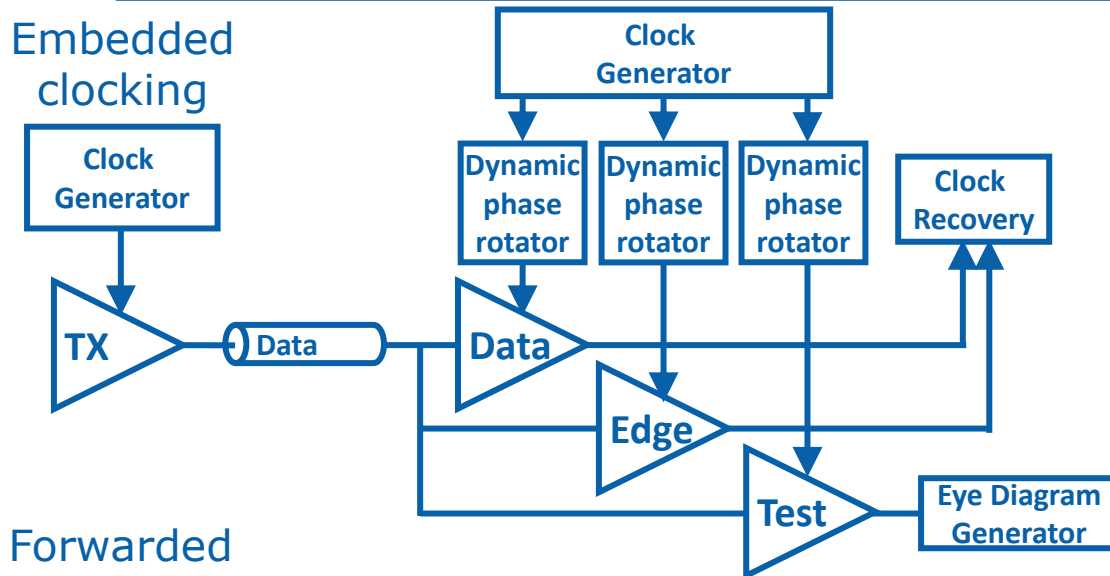 Embedded
clocking
Clock
Generator
Clock
Generator
Dynamic
phase
rotator
Dynamic
phase
rotator
Dynamic
phase
rotator
Clock
Recovery
TX
Data
Data
Edge
Test
Eye Diagram
Generator
Forwarded